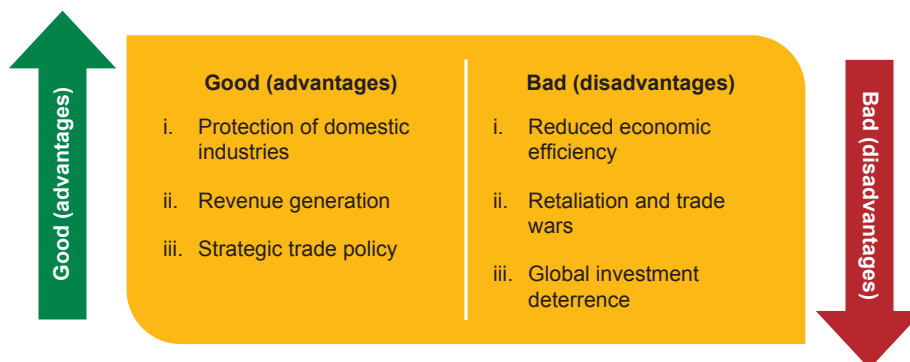 Good (advantages)
Good (advantages)
i. Protection of domestic
industries
ii. Revenue generation
iii. Strategic trade policy
Bad (disadvantages)
i. Reduced economic
efficiency
ii. Retaliation and trade
wars
iii. Global investment
deterrence
Bad (disadvantages)